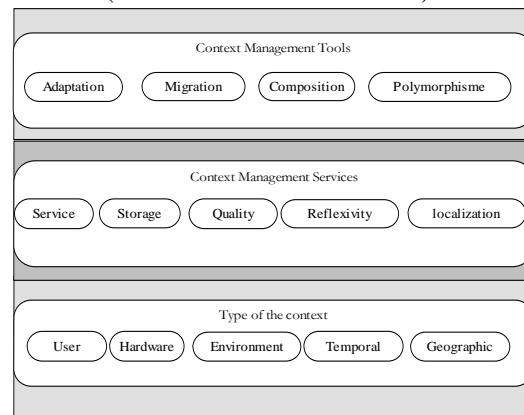 Context Management Tools
Adaptation Migration Composition Polymorphisme
Context Management Services
Service Storage Quality Reflexivity localization
Type of the context
User Hardware Environment Temporal Geographic